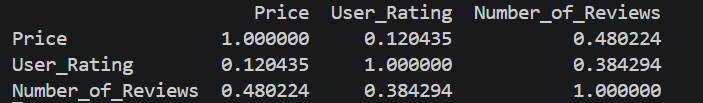 Price User_Rating Number_of_Reviews
Price 1.000000 0.120435 0.480224
User_Rating 0.120435 1.000000 0.384294
Number_of_Reviews 0.480224 0.384294 1.000000